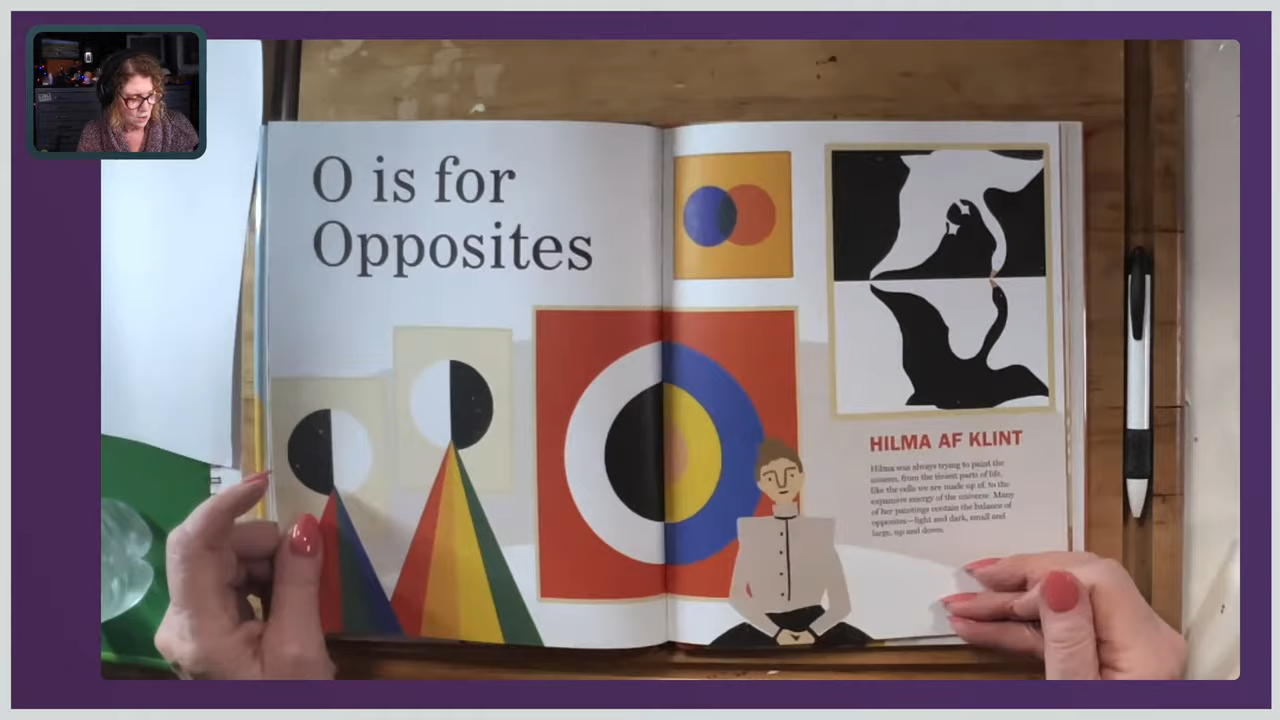 O is for
Opposites
HILMA AF KLINT
Hilma was always trying to paint the
unseen, from the tiniest parts of life,
like the cells we are made up of, to the
expansive energy of the universe. Many
of her paintings contain the balance of
opposites—light and dark, small and
large, up and down.